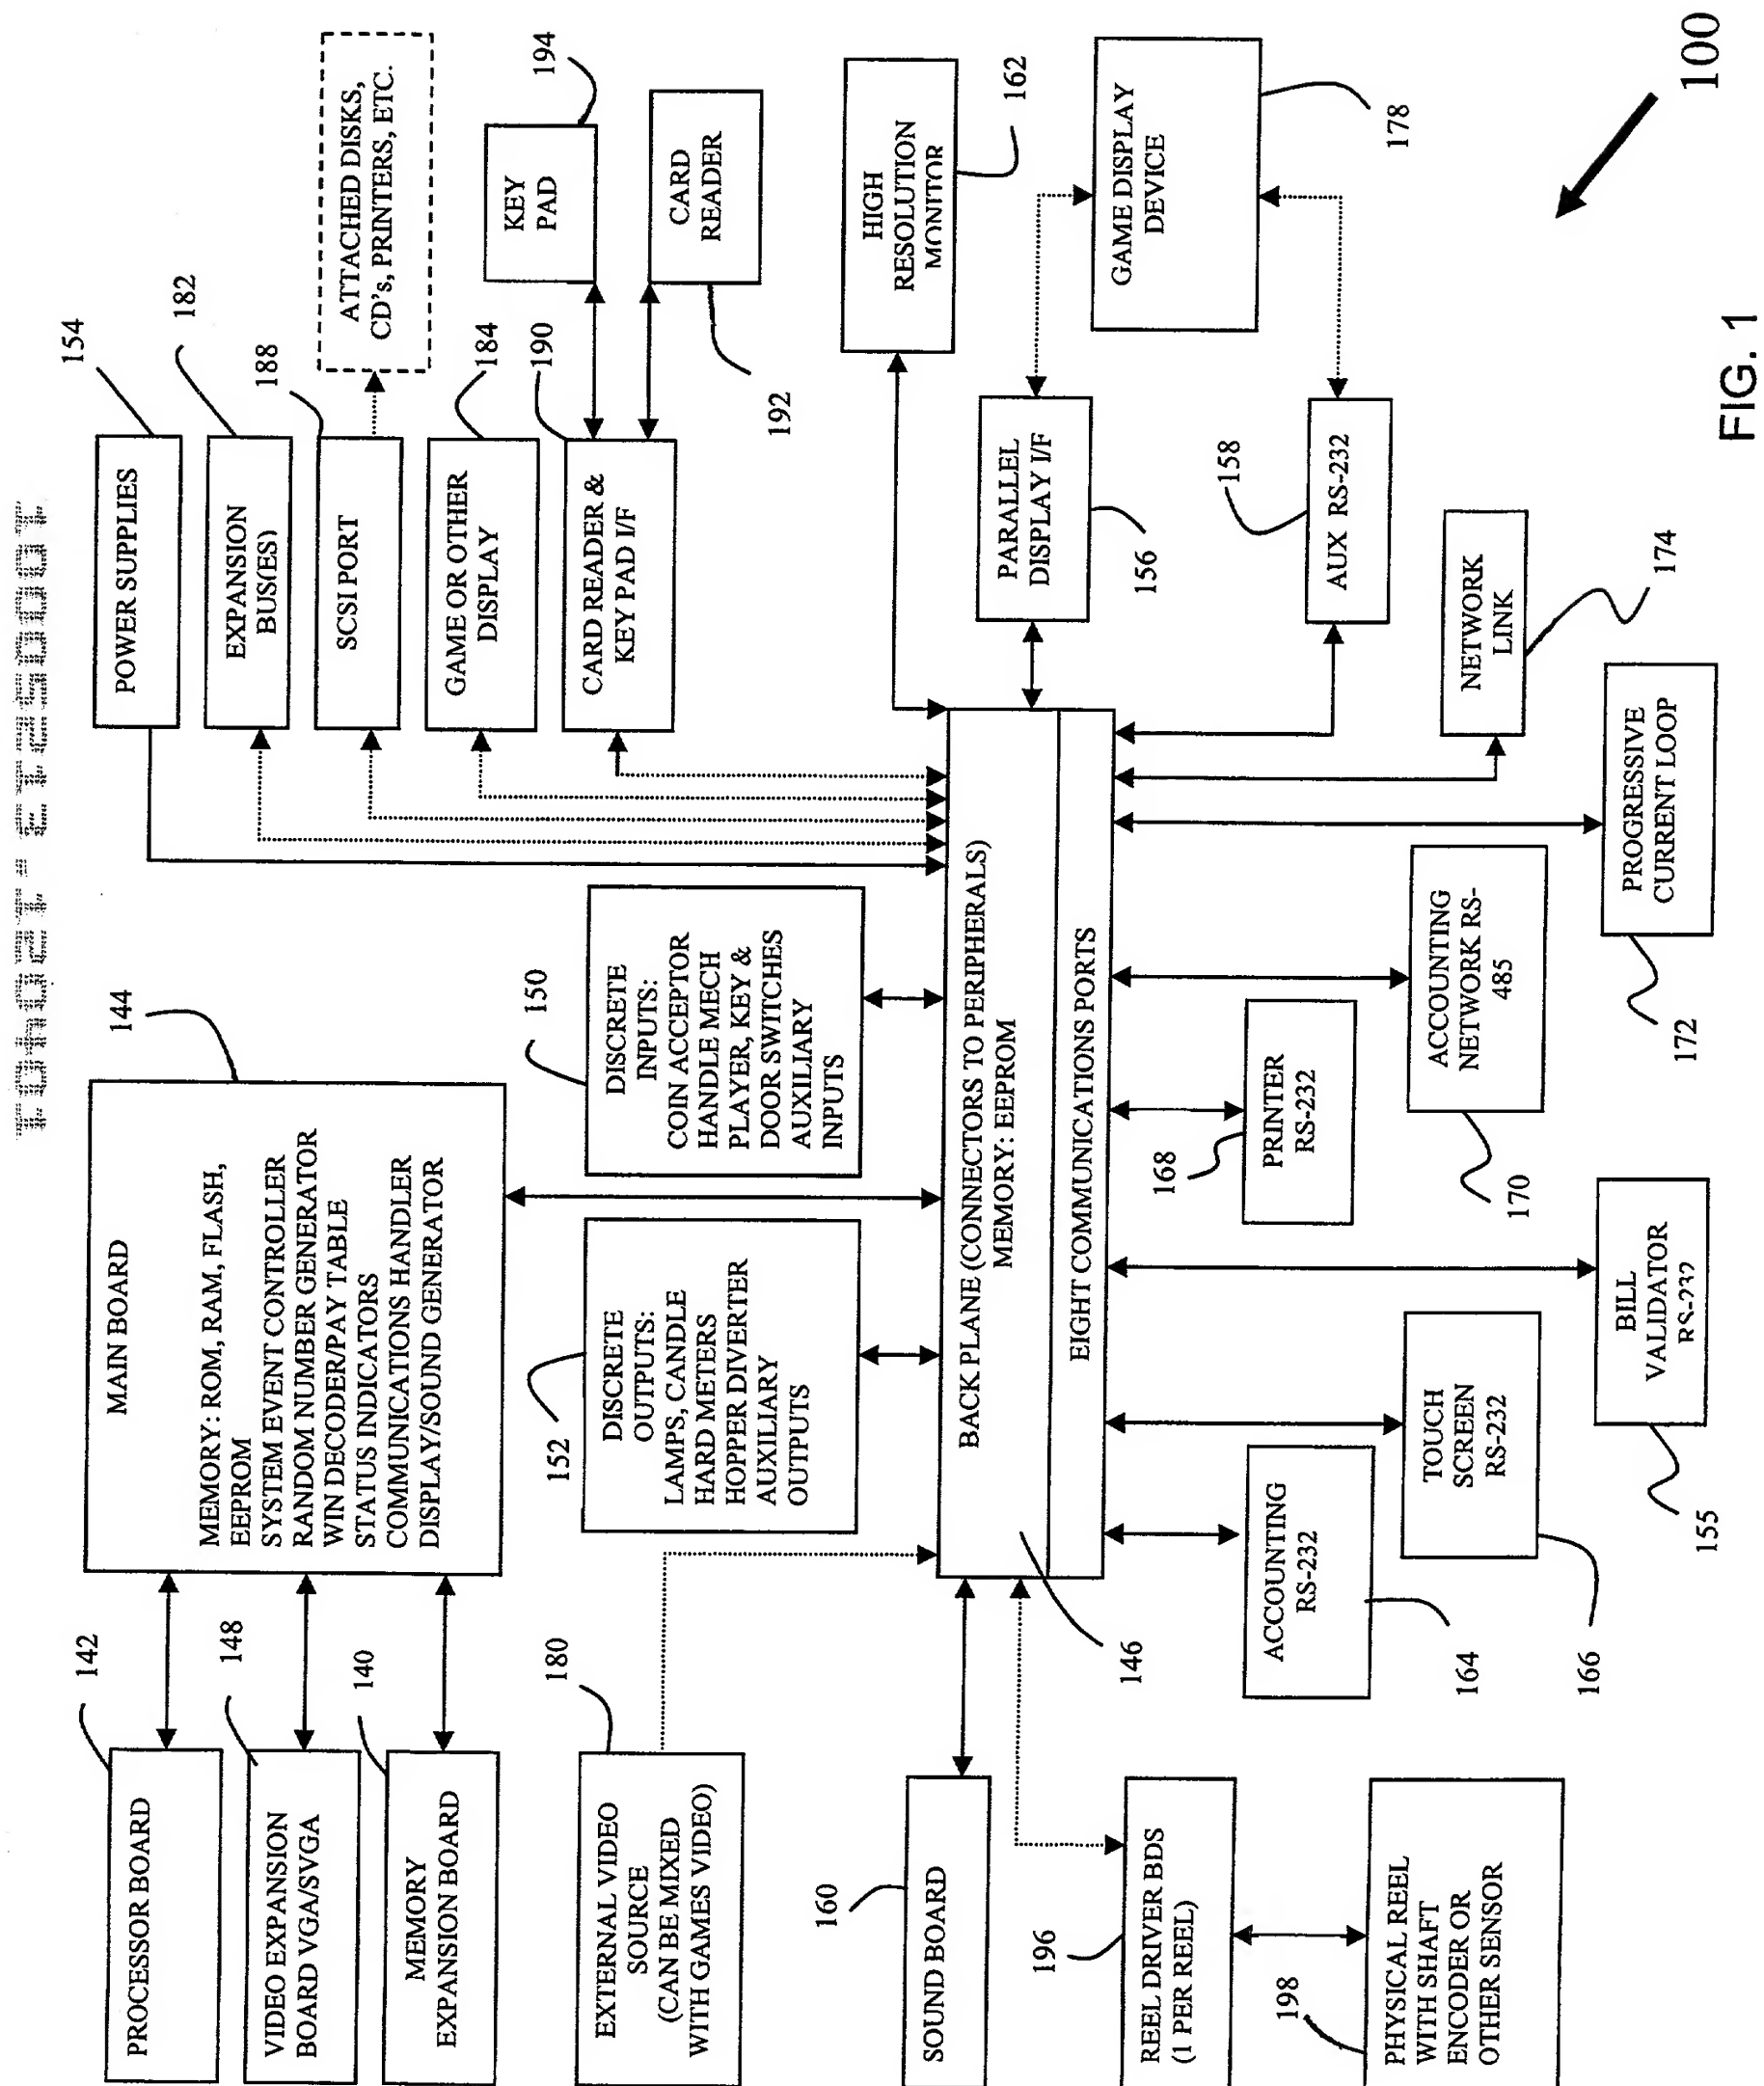 PROCESSOR BOARD
142
VIDEO EXPANSION
BOARD VGA/SVGA
148
MEMORY
EXPANSION BOARD
140
MAIN BOARD
MEMORY: ROM, RAM, FLASH,
EEPROM
SYSTEM EVENT CONTROLLER
RANDOM NUMBER GENERATOR
WIN DECODER/PAY TABLE
STATUS INDICATORS
COMMUNICATIONS HANDLER
DISPLAY/SOUND GENERATOR
144
POWER SUPPLIES
154
EXPANSION
BUS(ES)
182
SCSI PORT
188
ATTACHED DISKS,
CD's, PRINTERS, ETC.
GAME OR OTHER
DISPLAY
184
CARD READER &
KEY PAD I/F
190
KEY
PAD
194
CARD
READER
192
EXTERNAL VIDEO
SOURCE
(CAN BE MIXED
WITH GAMES VIDEO)
180
DISCRETE
OUTPUTS:
LAMPS, CANDLE
HARD METERS
HOPPER DIVERTER
AUXILIARY
OUTPUTS
152
DISCRETE
INPUTS:
COIN ACCEPTOR
HANDLE MECH
PLAYER, KEY &
DOOR SWITCHES
AUXILIARY
INPUTS
150
SOUND BOARD
160
BACK PLANE (CONNECTORS TO PERIPHERALS)
MEMORY: EEPROM
EIGHT COMMUNICATIONS PORTS
146
HIGH
RESOLUTION
MONITOR
162
PARALLEL
DISPLAY I/F
156
GAME DISPLAY
DEVICE
178
AUX RS-232
158
REEL DRIVER BDS
(1 PER REEL)
196
PHYSICAL REEL
WITH SHAFT
ENCODER OR
OTHER SENSOR
198
ACCOUNTING
RS-232
164
TOUCH
SCREEN
RS-232
166
BILL
VALIDATOR
RS-232
155
PRINTER
RS-232
168
ACCOUNTING
NETWORK RS-
485
170
PROGRESSIVE
CURRENT LOOP
172
NETWORK
LINK
174
100
FIG. 1